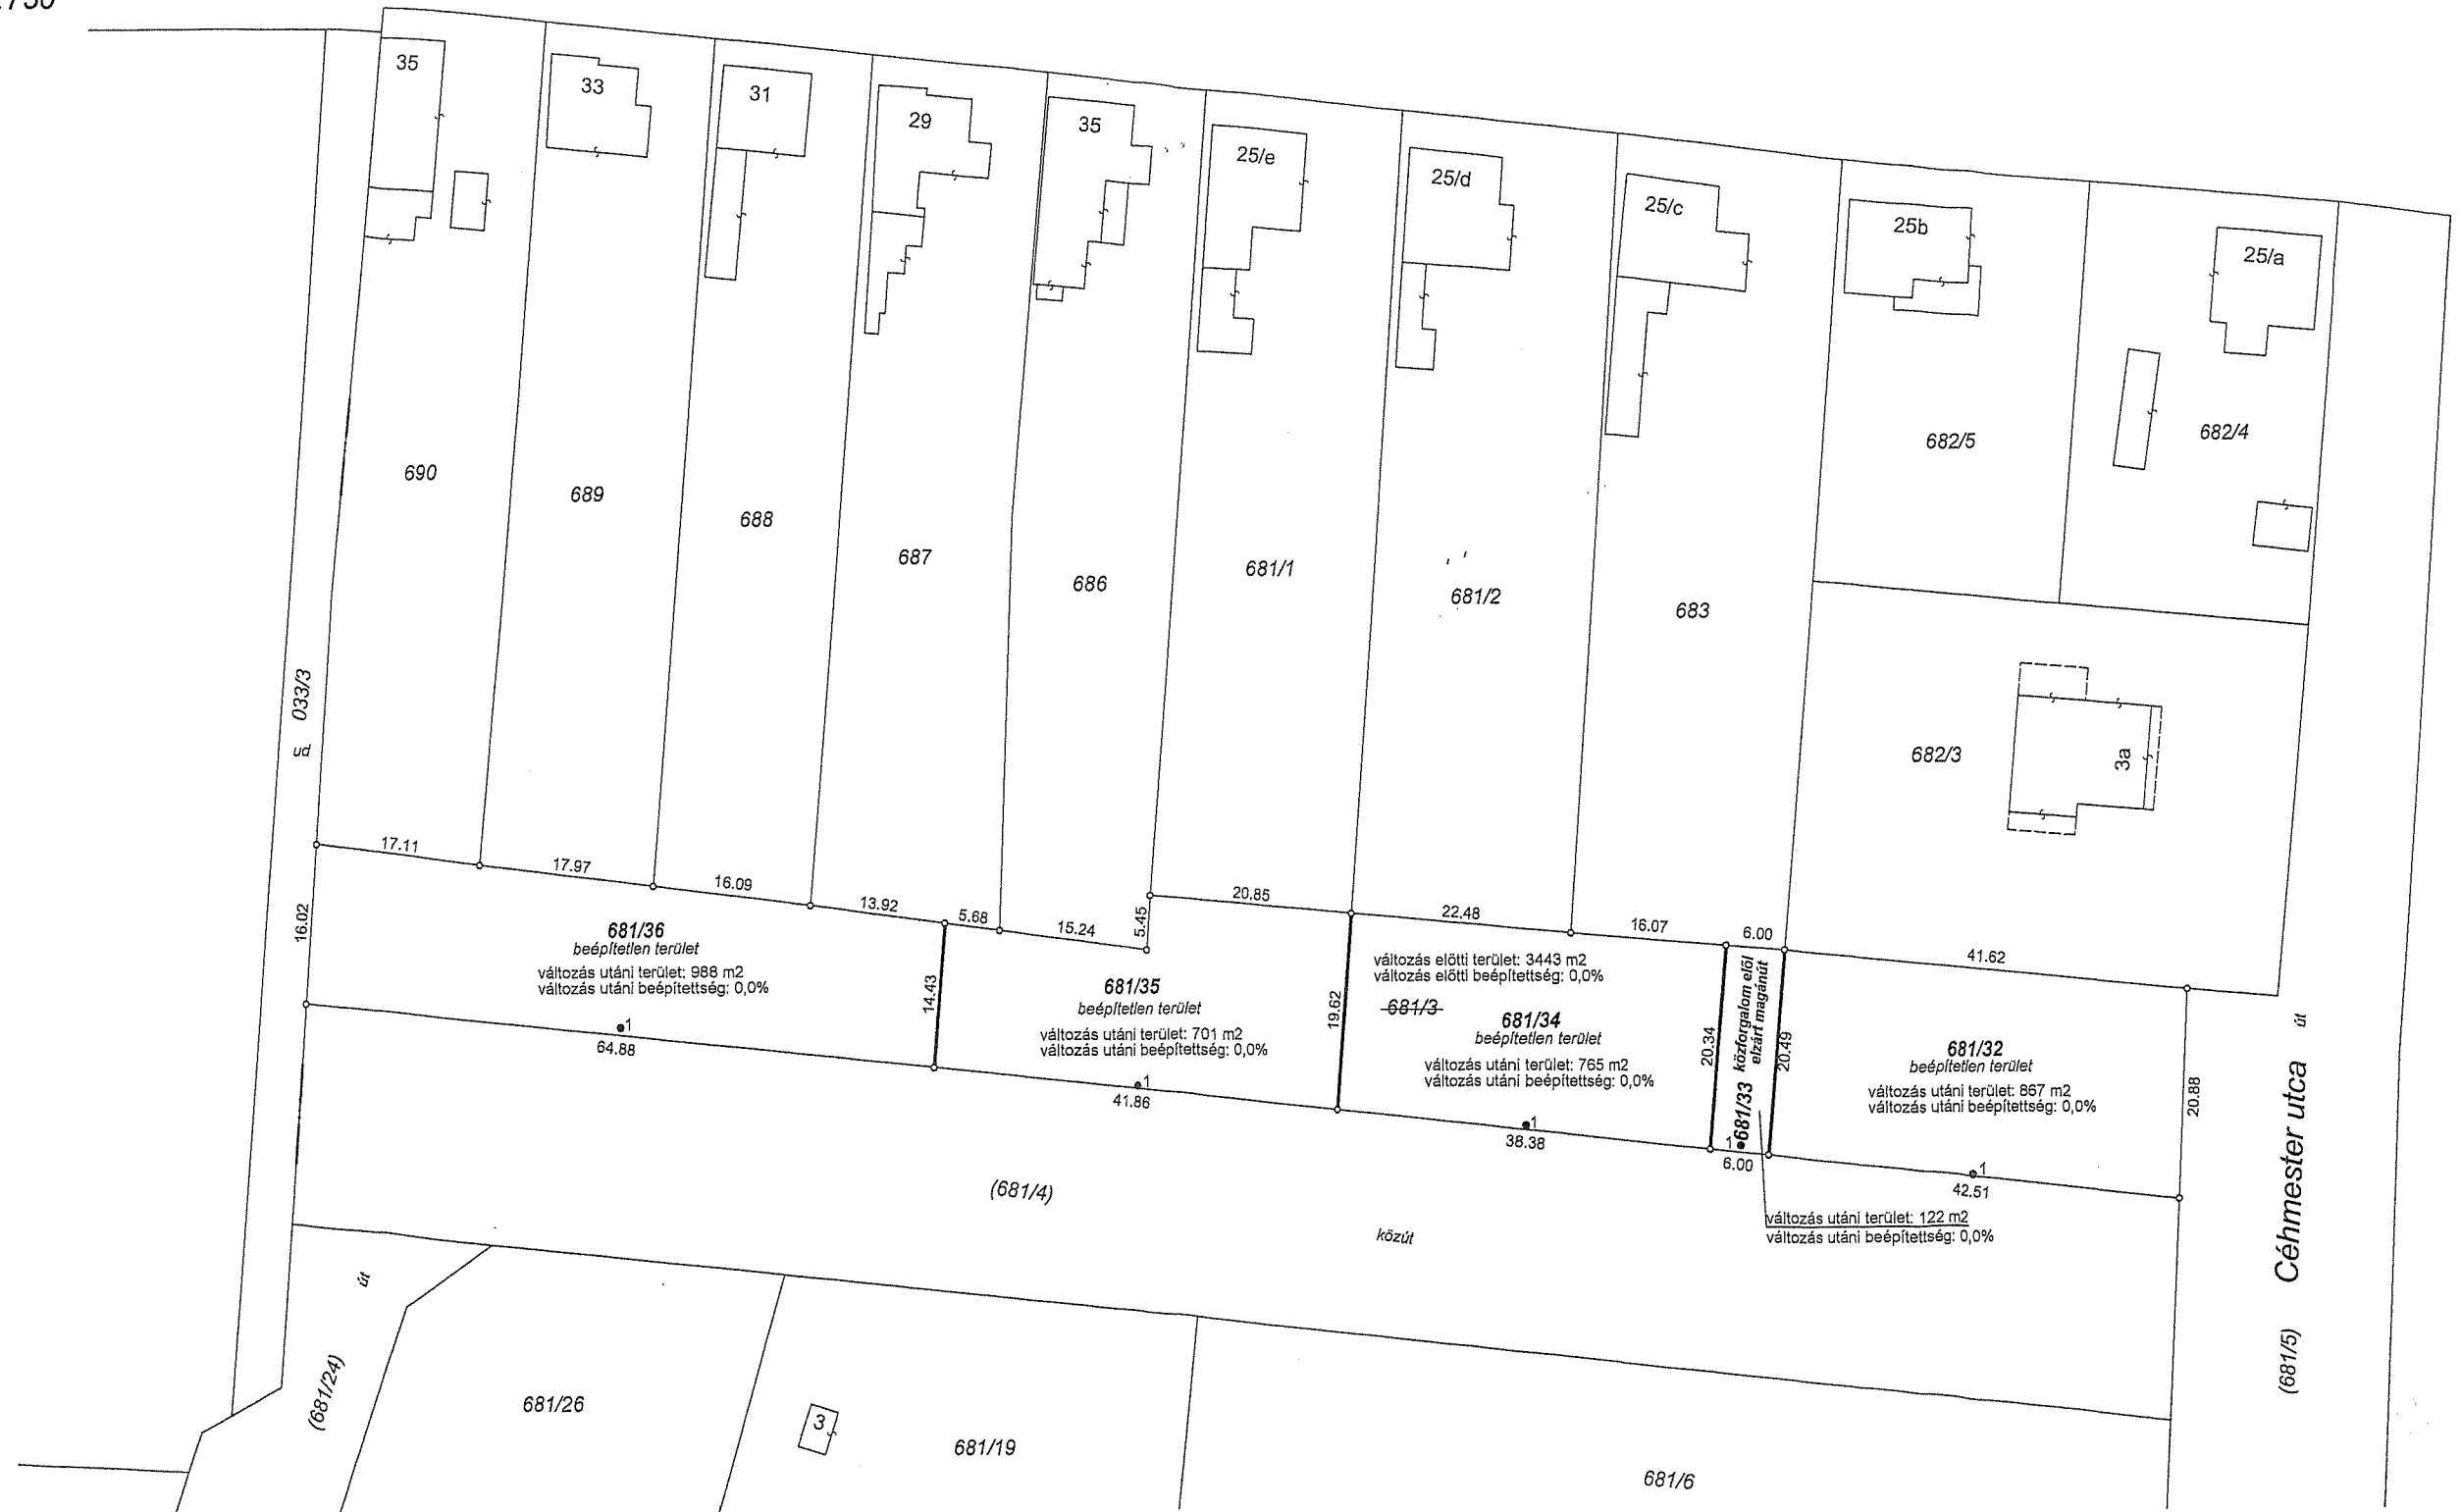 35
33
31
29
35
25/e
25/d
25/c
25b
25/a
690
689
688
687
686
681/1
681/2
683
682/5
682/4
682/3
3a
ud 033/3
17.11
17.97
16.09
13.92
5.68
15.24
5.45
20.85
22.48
16.07
6.00
41.62
16.02
681/36
beépítetlen terület
változás utáni terület: 988 m2
változás utáni beépítettség: 0,0%
1
64.88
14.43
681/35
beépítetlen terület
változás utáni terület: 701 m2
változás utáni beépítettség: 0,0%
1
41.86
19.62
változás előtti terület: 3443 m2
változás előtti beépítettség: 0,0%
681/3
681/34
beépítetlen terület
változás utáni terület: 765 m2
változás utáni beépítettség: 0,0%
1
38.38
20.34
681/33 közforgalom elől
elzárt magánút
1
6.00
20.49
681/32
beépítetlen terület
változás utáni terület: 867 m2
változás utáni beépítettség: 0,0%
1
42.51
20.88
változás utáni terület: 122 m2
változás utáni beépítettség: 0,0%
(681/4)
közút
(681/5) Céhmester utca út
(681/24) út
681/26
3
681/19
681/6